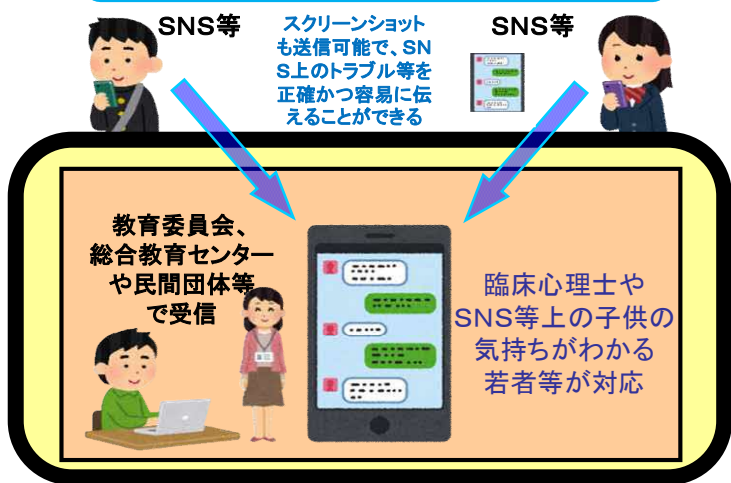 SNS等
スクリーンショット
も送信可能で、SN
S上のトラブル等を
正確かつ容易に伝
えることができる
SNS等
教育委員会、
総合教育センター
や民間団体等
で受信
臨床心理士や
SNS等上の子供の
気持ちがわかる
若者等が対応